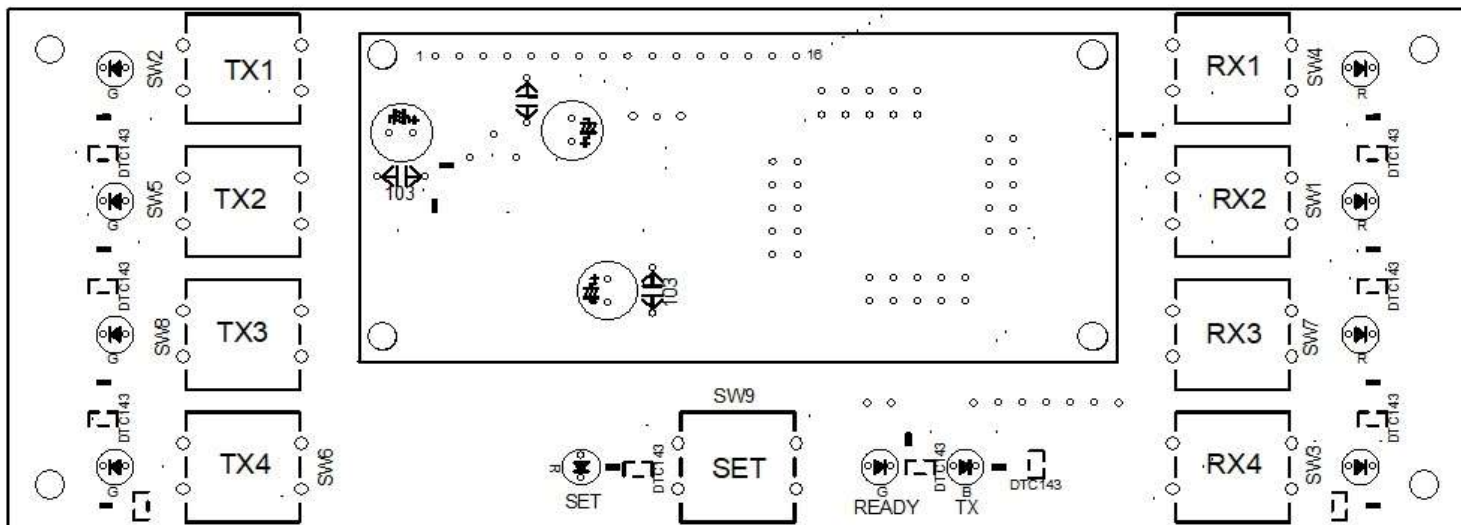 1 16
SW2 TX1 RX1 SW4
G R
DTC143 DTC143
103
SW5 TX2 RX2 SW1
G R
DTC143 DTC143
103
SW8 TX3 RX3 SW7
G R
DTC143 DTC143
SW9
TX4 SW6 R DTC143 SET DTC143 DTC143 RX4 SW3
G SET G B R
READY TX